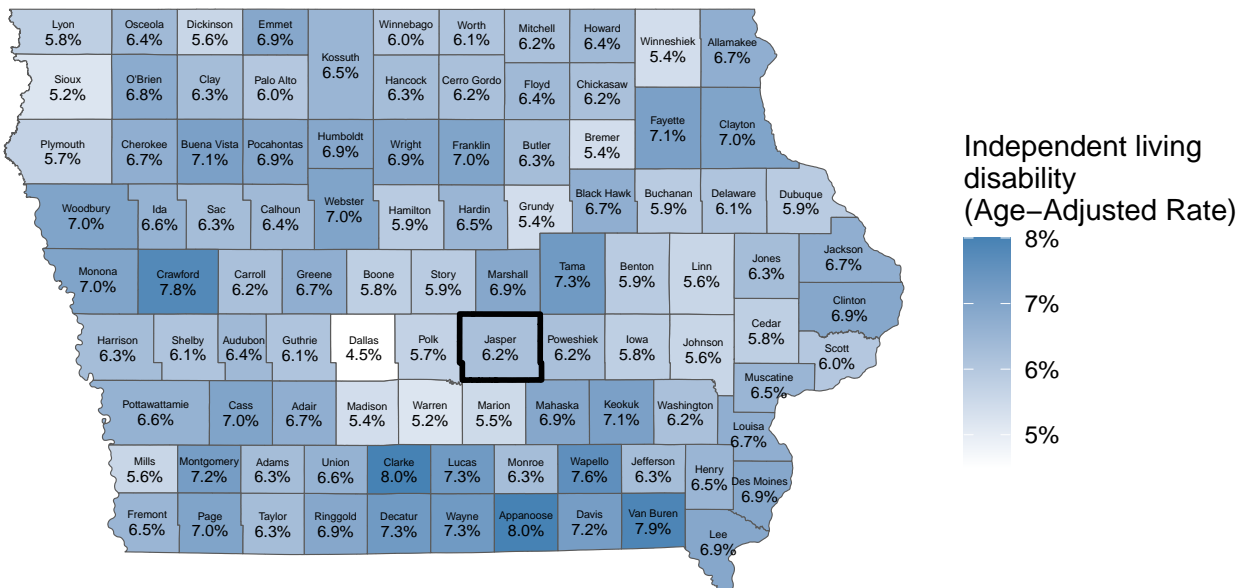 Lyon
5.8%
Osceola
6.4%
Dickinson
5.6%
Emmet
6.9%
Kossuth
6.5%
Winnebago
6.0%
Worth
6.1%
Mitchell
6.2%
Howard
6.4%
Winneshiek
5.4%
Allamakee
6.7%
Sioux
5.2%
O'Brien
6.8%
Clay
6.3%
Palo Alto
6.0%
Hancock
6.3%
Cerro Gordo
6.2%
Floyd
6.4%
Chickasaw
6.2%
Fayette
7.1%
Clayton
7.0%
Plymouth
5.7%
Cherokee
6.7%
Buena Vista
7.1%
Pocahontas
6.9%
Humboldt
6.9%
Wright
6.9%
Franklin
7.0%
Butler
6.3%
Bremer
5.4%
Woodbury
7.0%
Ida
6.6%
Sac
6.3%
Calhoun
6.4%
Webster
7.0%
Hamilton
5.9%
Hardin
6.5%
Grundy
5.4%
Black Hawk
6.7%
Buchanan
5.9%
Delaware
6.1%
Dubuque
5.9%
Monona
7.0%
Crawford
7.8%
Carroll
6.2%
Greene
6.7%
Boone
5.8%
Story
5.9%
Marshall
6.9%
Tama
7.3%
Benton
5.9%
Linn
5.6%
Jones
6.3%
Jackson
6.7%
Clinton
6.9%
Harrison
6.3%
Shelby
6.1%
Audubon
6.4%
Guthrie
6.1%
Dallas
4.5%
Polk
5.7%
Jasper
6.2%
Poweshiek
6.2%
Iowa
5.8%
Johnson
5.6%
Cedar
5.8%
Scott
6.0%
Muscatine
6.5%
Pottawattamie
6.6%
Cass
7.0%
Adair
6.7%
Madison
5.4%
Warren
5.2%
Marion
5.5%
Mahaska
6.9%
Keokuk
7.1%
Washington
6.2%
Louisa
6.7%
Mills
5.6%
Montgomery
7.2%
Adams
6.3%
Union
6.6%
Clarke
8.0%
Lucas
7.3%
Monroe
6.3%
Wapello
7.6%
Jefferson
6.3%
Henry
6.5%
Des Moines
6.9%
Fremont
6.5%
Page
7.0%
Taylor
6.3%
Ringgold
6.9%
Decatur
7.3%
Wayne
7.3%
Appanoose
8.0%
Davis
7.2%
Van Buren
7.9%
Lee
6.9%
Independent living
disability
(Age−Adjusted Rate)
8%
7%
6%
5%